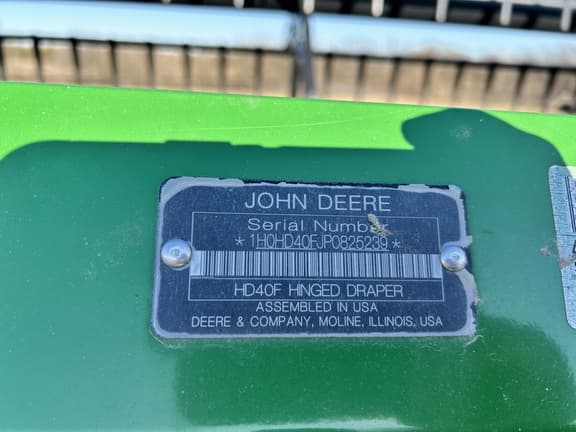 JOHN DEERE
Serial Number
*1H0HD40FJP0825239*
HD40F HINGED DRAPER
ASSEMBLED IN USA
DEERE & COMPANY, MOLINE, ILLINOIS, USA